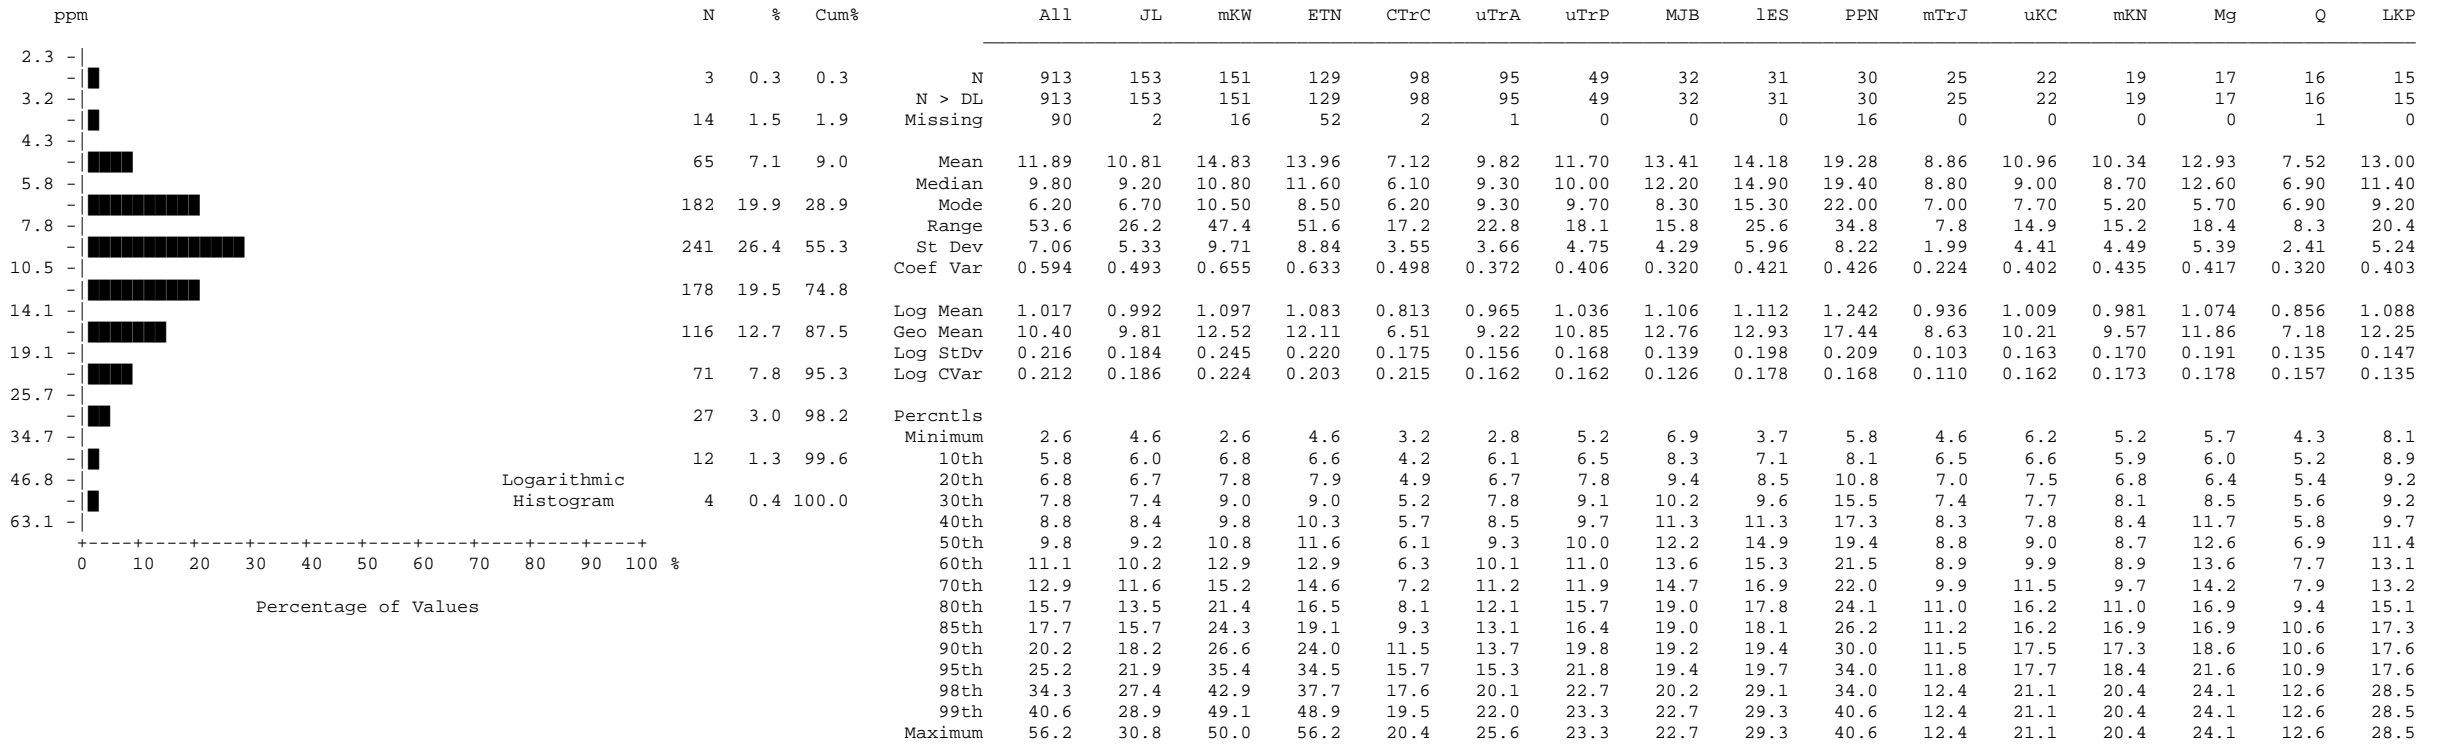 ppm N % Cum% All JL mKW ETN CTrC uTrA uTrP MJB lES PPN mTrJ uKC mKN Mg Q LKP
2.3 -|
-| 3 0.3 0.3 N 913 153 151 129 98 95 49 32 31 30 25 22 19 17 16 15
3.2 -| N > DL 913 153 151 129 98 95 49 32 31 30 25 22 19 17 16 15
-| 14 1.5 1.9 Missing 90 2 16 52 2 1 0 0 0 16 0 0 0 0 1 0
4.3 -|
-| 65 7.1 9.0 Mean 11.89 10.81 14.83 13.96 7.12 9.82 11.70 13.41 14.18 19.28 8.86 10.96 10.34 12.93 7.52 13.00
5.8 -| Median 9.80 9.20 10.80 11.60 6.10 9.30 10.00 12.20 14.90 19.40 8.80 9.00 8.70 12.60 6.90 11.40
-| 182 19.9 28.9 Mode 6.20 6.70 10.50 8.50 6.20 9.30 9.70 8.30 15.30 22.00 7.00 7.70 5.20 5.70 6.90 9.20
7.8 -| Range 53.6 26.2 47.4 51.6 17.2 22.8 18.1 15.8 25.6 34.8 7.8 14.9 15.2 18.4 8.3 20.4
-| 241 26.4 55.3 St Dev 7.06 5.33 9.71 8.84 3.55 3.66 4.75 4.29 5.96 8.22 1.99 4.41 4.49 5.39 2.41 5.24
10.5 -| Coef Var 0.594 0.493 0.655 0.633 0.498 0.372 0.406 0.320 0.421 0.426 0.224 0.402 0.435 0.417 0.320 0.403
-| 178 19.5 74.8
14.1 -| Log Mean 1.017 0.992 1.097 1.083 0.813 0.965 1.036 1.106 1.112 1.242 0.936 1.009 0.981 1.074 0.856 1.088
-| 116 12.7 87.5 Geo Mean 10.40 9.81 12.52 12.11 6.51 9.22 10.85 12.76 12.93 17.44 8.63 10.21 9.57 11.86 7.18 12.25
19.1 -| Log StDv 0.216 0.184 0.245 0.220 0.175 0.156 0.168 0.139 0.198 0.209 0.103 0.163 0.170 0.191 0.135 0.147
-| 71 7.8 95.3 Log CVar 0.212 0.186 0.224 0.203 0.215 0.162 0.162 0.126 0.178 0.168 0.110 0.162 0.173 0.178 0.157 0.135
25.7 -|
-| 27 3.0 98.2 Percntls
34.7 -| Minimum 2.6 4.6 2.6 4.6 3.2 2.8 5.2 6.9 3.7 5.8 4.6 6.2 5.2 5.7 4.3 8.1
-| 12 1.3 99.6 10th 5.8 6.0 6.8 6.6 4.2 6.1 6.5 8.3 7.1 8.1 6.5 6.6 5.9 6.0 5.2 8.9
46.8 -| Logarithmic 20th 6.8 6.7 7.8 7.9 4.9 6.7 7.8 9.4 8.5 10.8 7.0 7.5 6.8 6.4 5.4 9.2
-| Histogram 4 0.4 100.0 30th 7.8 7.4 9.0 9.0 5.2 7.8 9.1 10.2 9.6 15.5 7.4 7.7 8.1 8.5 5.6 9.2
63.1 -| 40th 8.8 8.4 9.8 10.3 5.7 8.5 9.7 11.3 11.3 17.3 8.3 7.8 8.4 11.7 5.8 9.7
+----+----+----+----+----+----+----+----+----+----+ 50th 9.8 9.2 10.8 11.6 6.1 9.3 10.0 12.2 14.9 19.4 8.8 9.0 8.7 12.6 6.9 11.4
0 10 20 30 40 50 60 70 80 90 100 % 60th 11.1 10.2 12.9 12.9 6.3 10.1 11.0 13.6 15.3 21.5 8.9 9.9 8.9 13.6 7.7 13.1
70th 12.9 11.6 15.2 14.6 7.2 11.2 11.9 14.7 16.9 22.0 9.9 11.5 9.7 14.2 7.9 13.2
Percentage of Values 80th 15.7 13.5 21.4 16.5 8.1 12.1 15.7 19.0 17.8 24.1 11.0 16.2 11.0 16.9 9.4 15.1
85th 17.7 15.7 24.3 19.1 9.3 13.1 16.4 19.0 18.1 26.2 11.2 16.2 16.9 16.9 10.6 17.3
90th 20.2 18.2 26.6 24.0 11.5 13.7 19.8 19.2 19.4 30.0 11.5 17.5 17.3 18.6 10.6 17.6
95th 25.2 21.9 35.4 34.5 15.7 15.3 21.8 19.4 19.7 34.0 11.8 17.7 18.4 21.6 10.9 17.6
98th 34.3 27.4 42.9 37.7 17.6 20.1 22.7 20.2 29.1 34.0 12.4 21.1 20.4 24.1 12.6 28.5
99th 40.6 28.9 49.1 48.9 19.5 22.0 23.3 22.7 29.3 40.6 12.4 21.1 20.4 24.1 12.6 28.5
Maximum 56.2 30.8 50.0 56.2 20.4 25.6 23.3 22.7 29.3 40.6 12.4 21.1 20.4 24.1 12.6 28.5